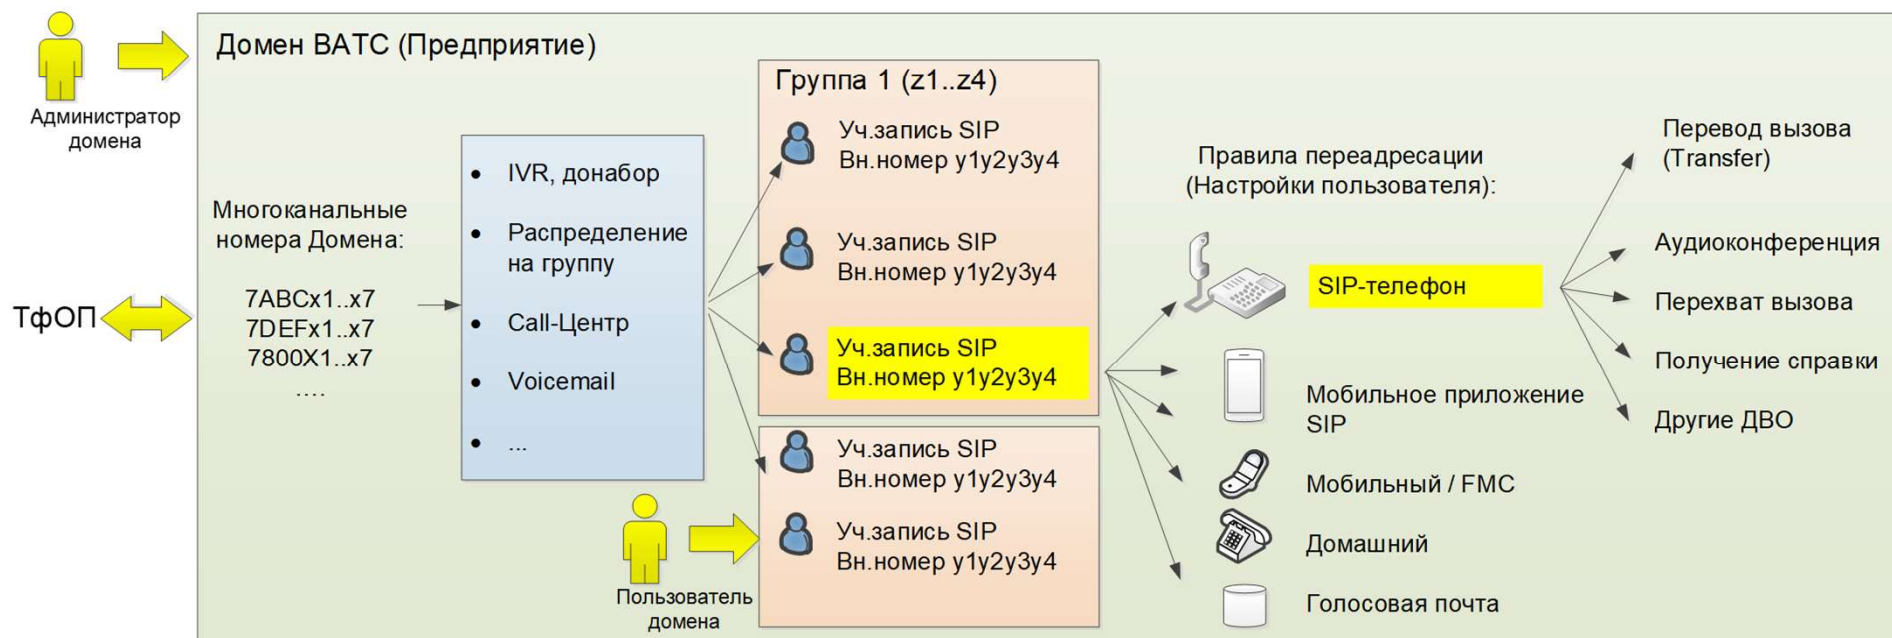 Администратор
домена
Домен ВАТС (Предприятие)
ТфОП
Многоканальные
номера Домена:
7ABCx1..x7
7DEFx1..x7
7800X1..x7
....
• IVR, донабор
• Распределение
на группу
• Call-Центр
• Voicemail
• ...
Группа 1 (z1..z4)
Уч.запись SIP
Вн.номер y1y2y3y4
Уч.запись SIP
Вн.номер y1y2y3y4
Уч.запись SIP
Вн.номер y1y2y3y4
Уч.запись SIP
Вн.номер y1y2y3y4
Уч.запись SIP
Вн.номер y1y2y3y4
Пользователь
домена
Правила переадресации
(Настройки пользователя):
SIP-телефон
Мобильное приложение
SIP
Мобильный / FMC
Домашний
Голосовая почта
Перевод вызова
(Transfer)
Аудиоконференция
Перехват вызова
Получение справки
Другие ДВО